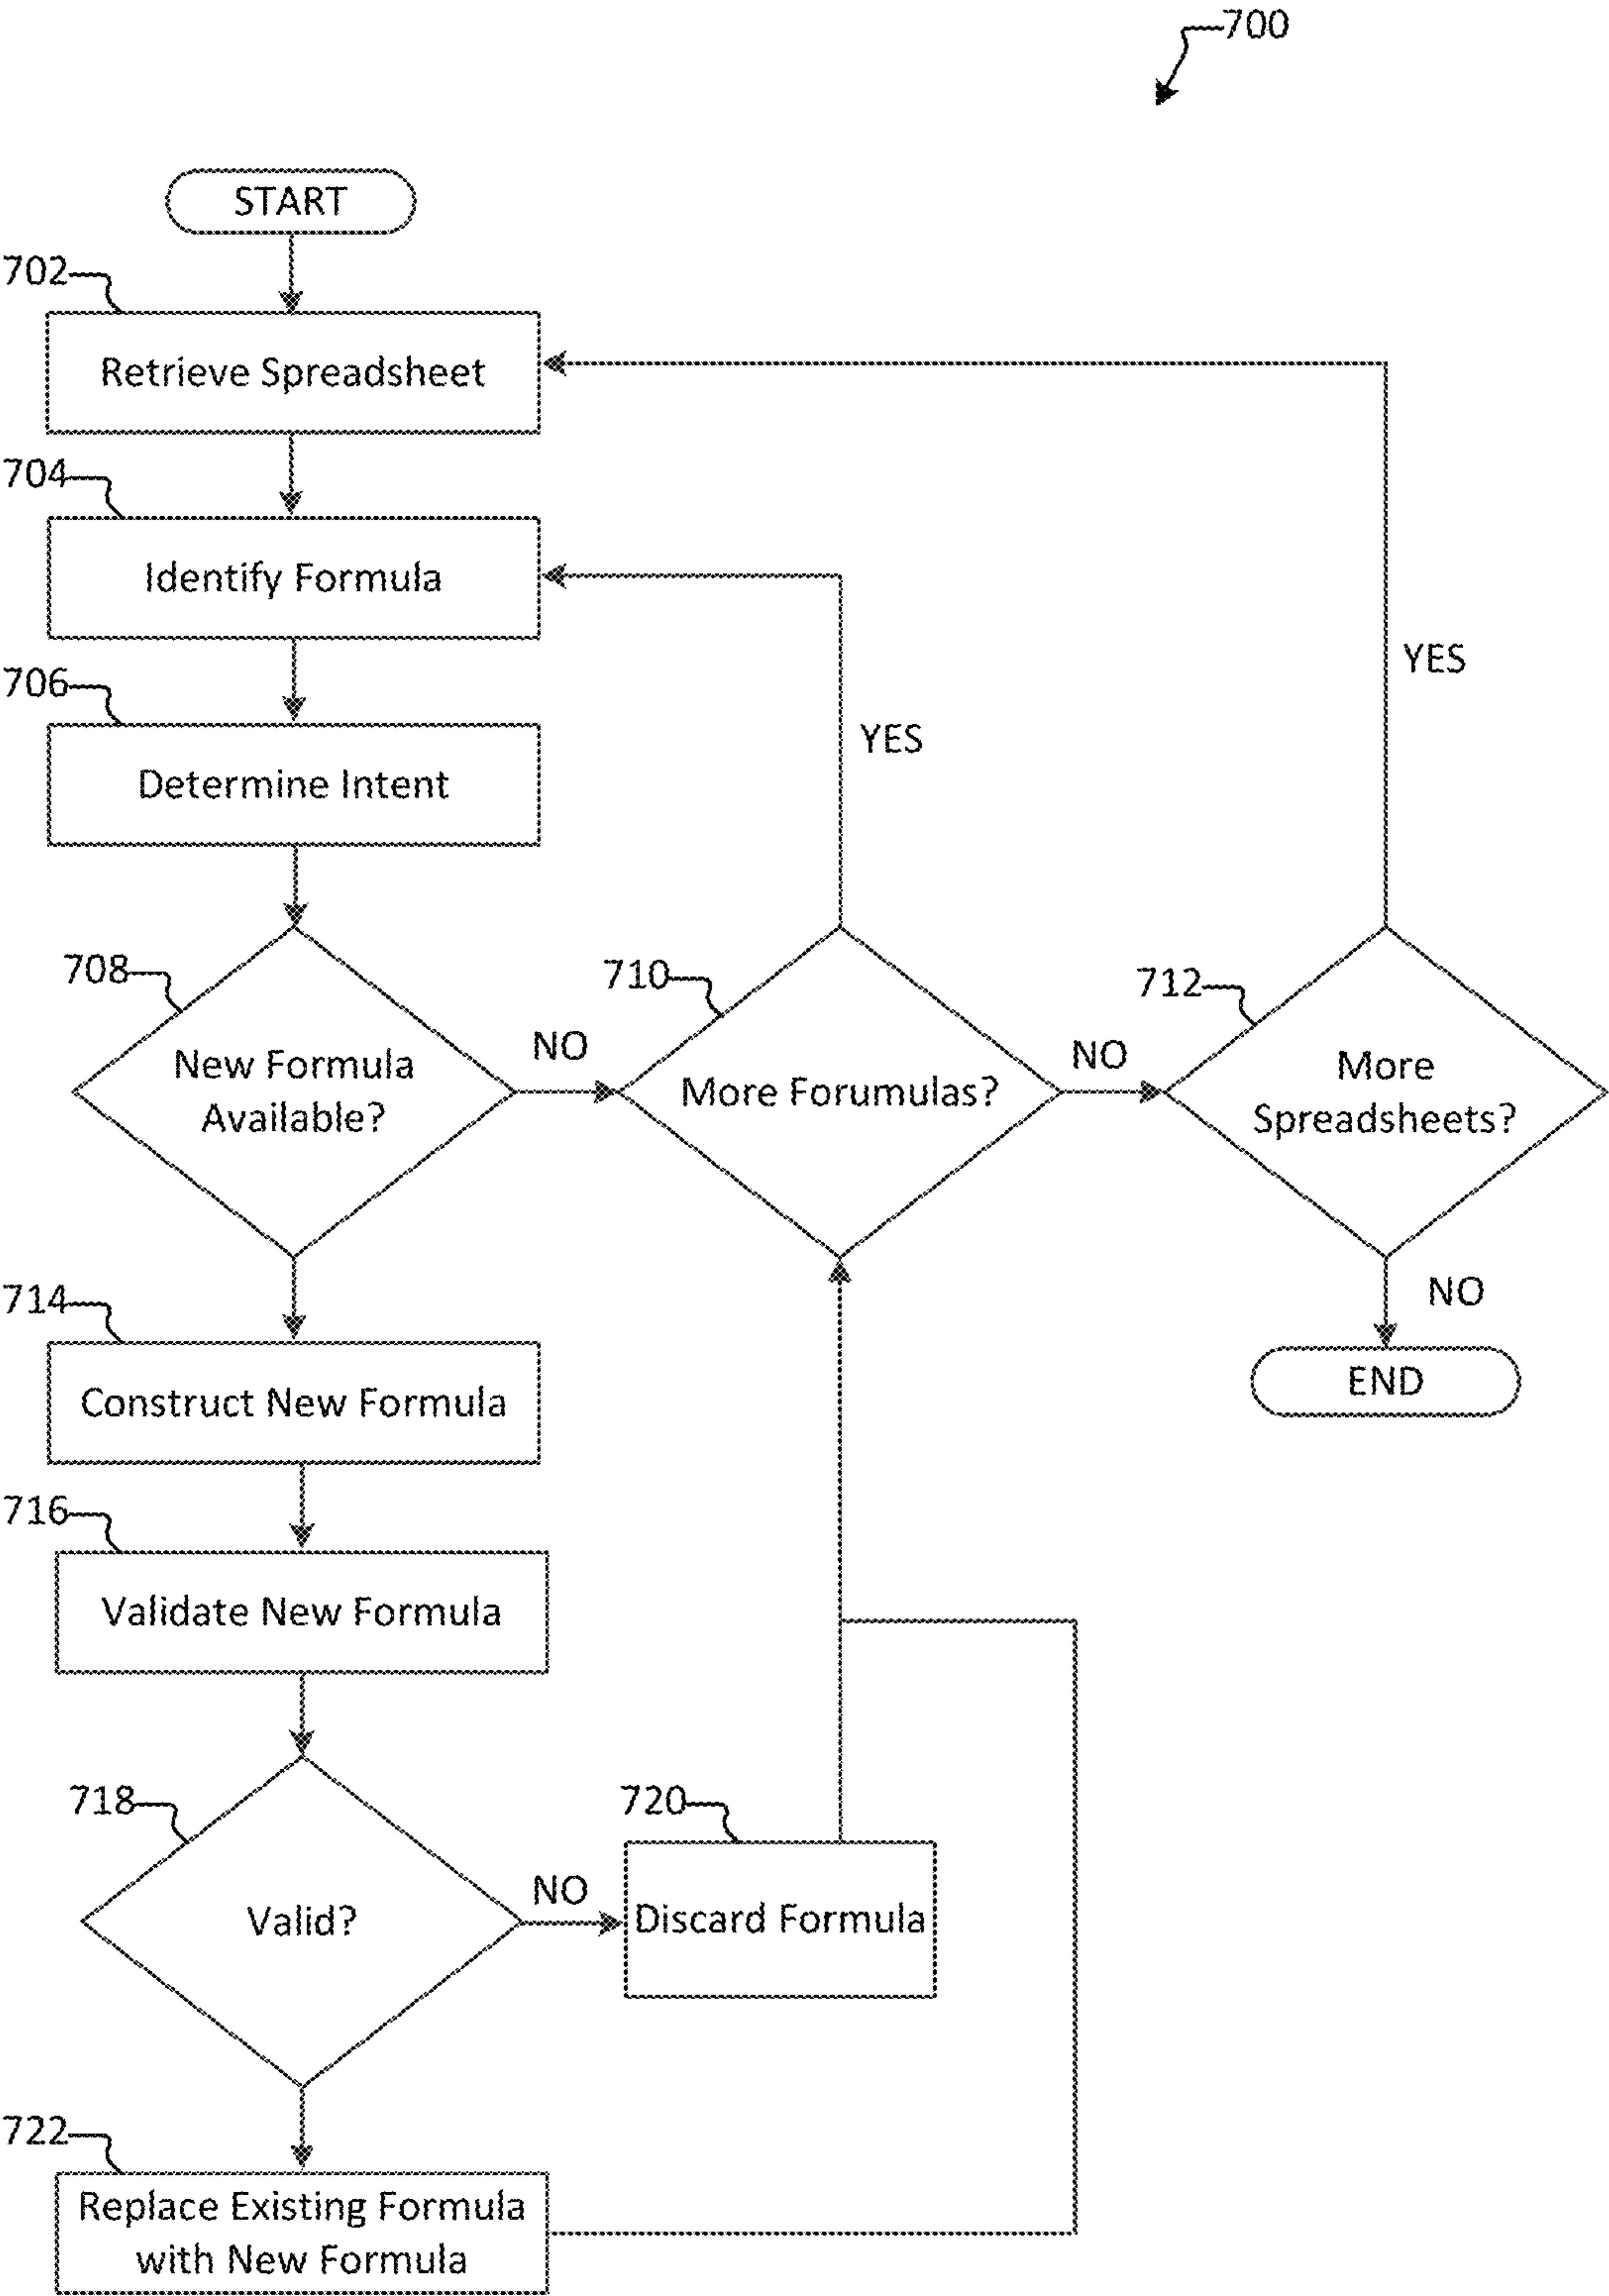 700
START
702
Retrieve Spreadsheet
704
Identify Formula
YES
706
YES
Determine Intent
708
710
712
New Formula
Available?
NO
More Forumulas?
NO
More
Spreadsheets?
714
NO
Construct New Formula
END
716
Validate New Formula
718
720
Valid?
NO
Discard Formula
722
Replace Existing Formula
with New Formula